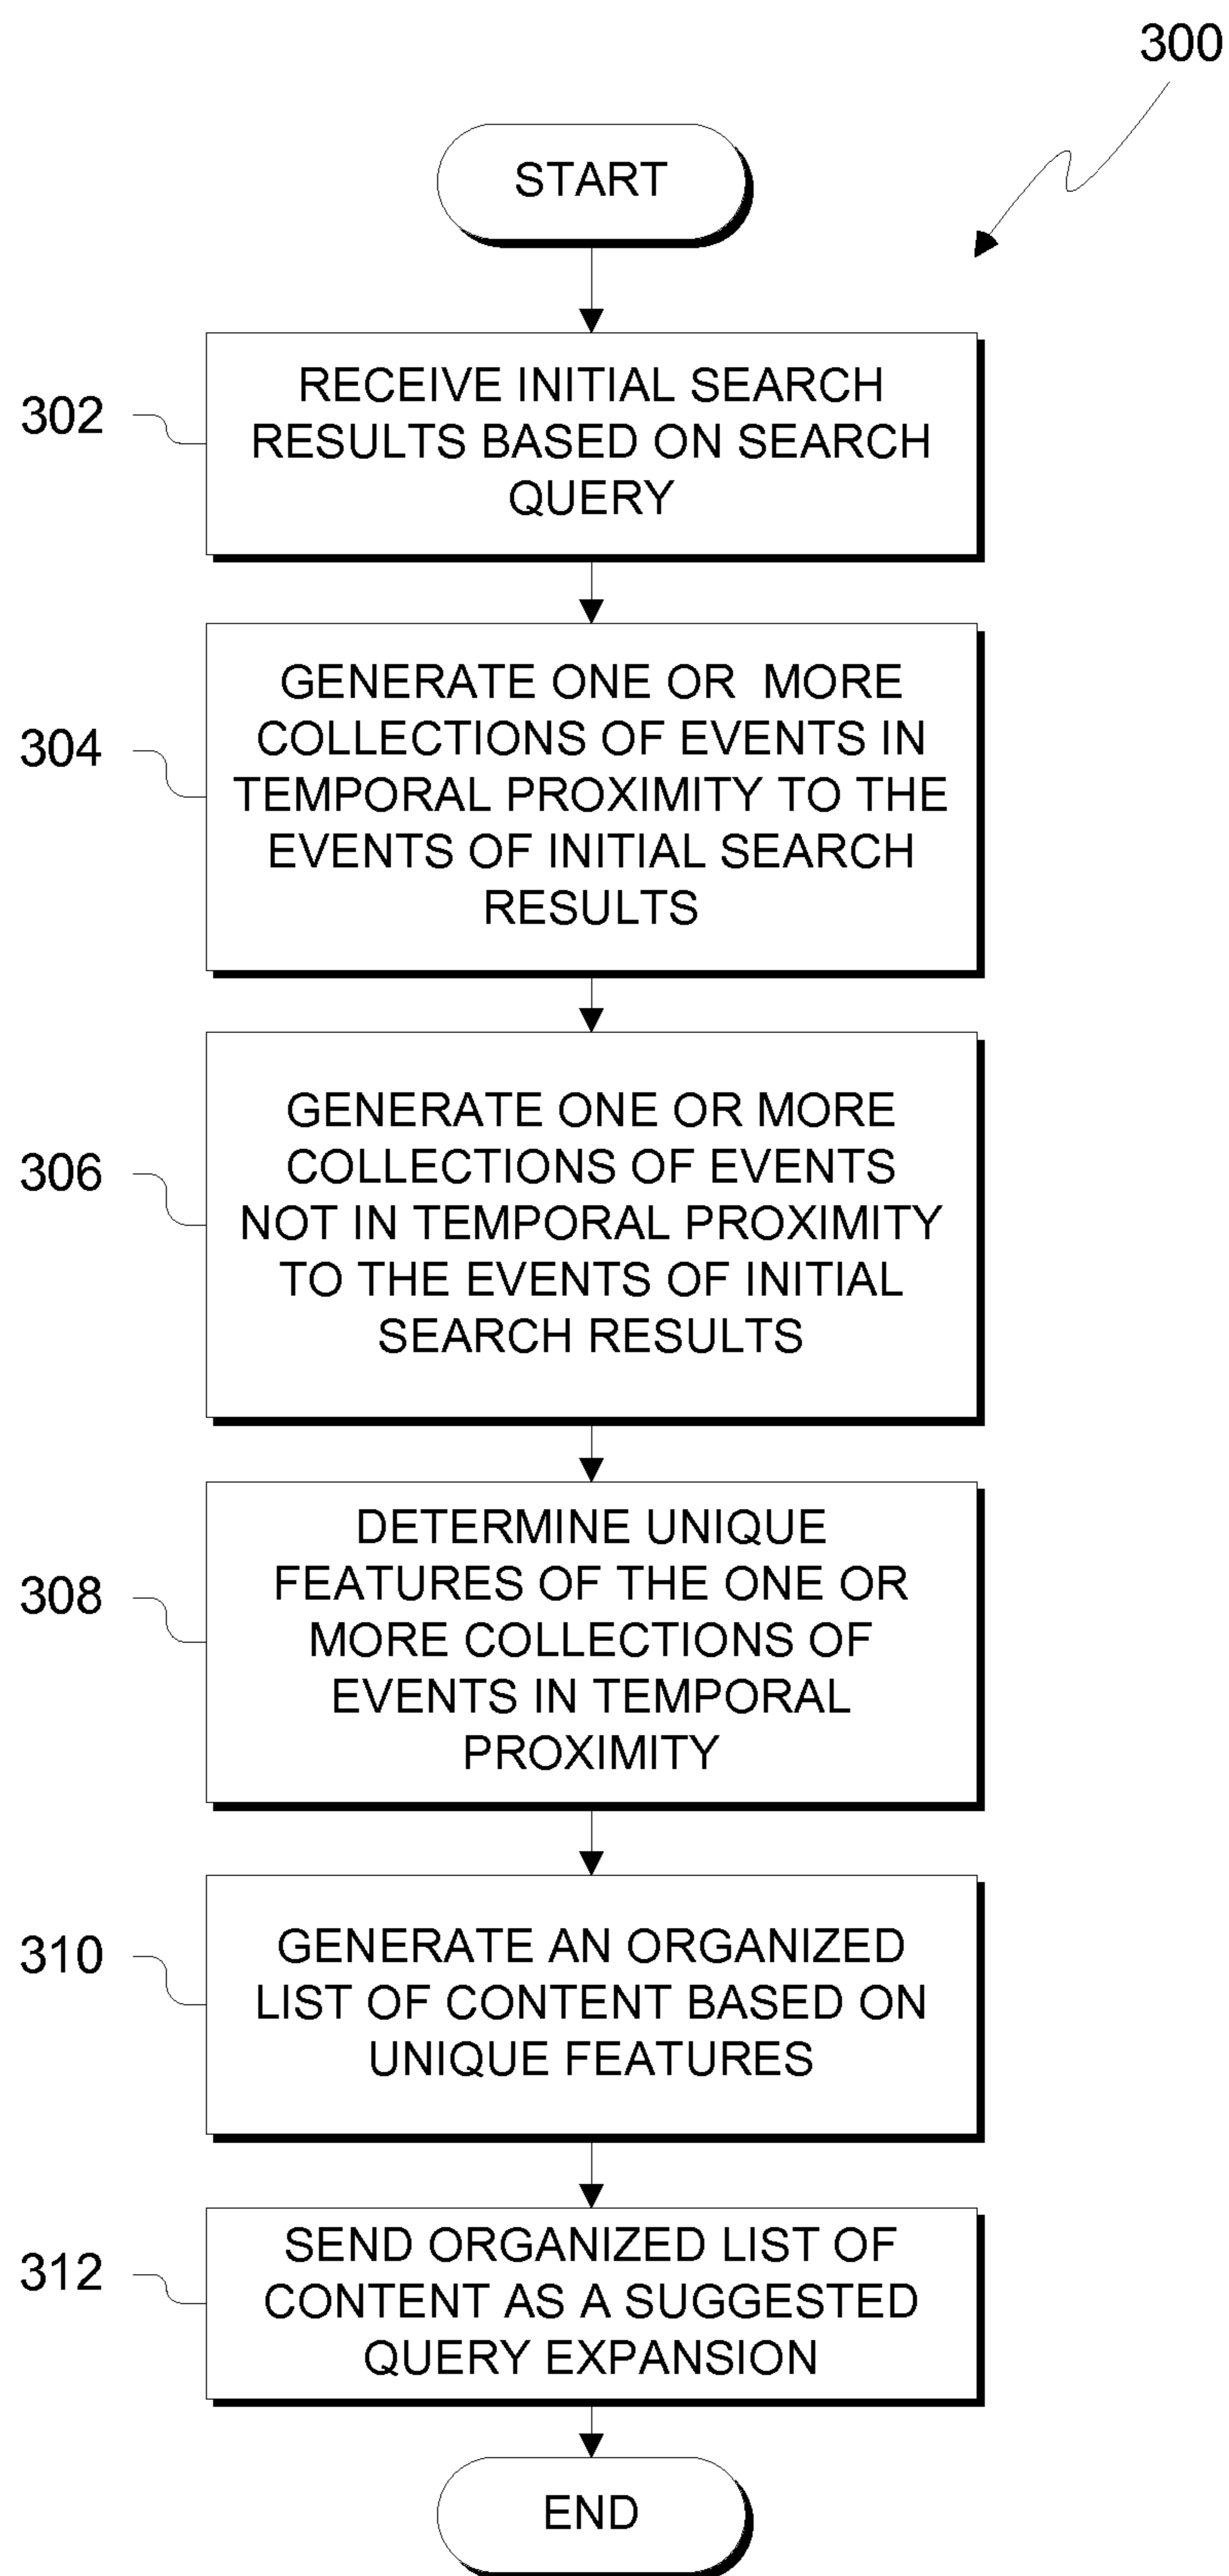 300
START
302
RECEIVE INITIAL SEARCH
RESULTS BASED ON SEARCH
QUERY
304
GENERATE ONE OR MORE
COLLECTIONS OF EVENTS IN
TEMPORAL PROXIMITY TO THE
EVENTS OF INITIAL SEARCH
RESULTS
306
GENERATE ONE OR MORE
COLLECTIONS OF EVENTS
NOT IN TEMPORAL PROXIMITY
TO THE EVENTS OF INITIAL
SEARCH RESULTS
308
DETERMINE UNIQUE
FEATURES OF THE ONE OR
MORE COLLECTIONS OF
EVENTS IN TEMPORAL
PROXIMITY
310
GENERATE AN ORGANIZED
LIST OF CONTENT BASED ON
UNIQUE FEATURES
312
SEND ORGANIZED LIST OF
CONTENT AS A SUGGESTED
QUERY EXPANSION
END